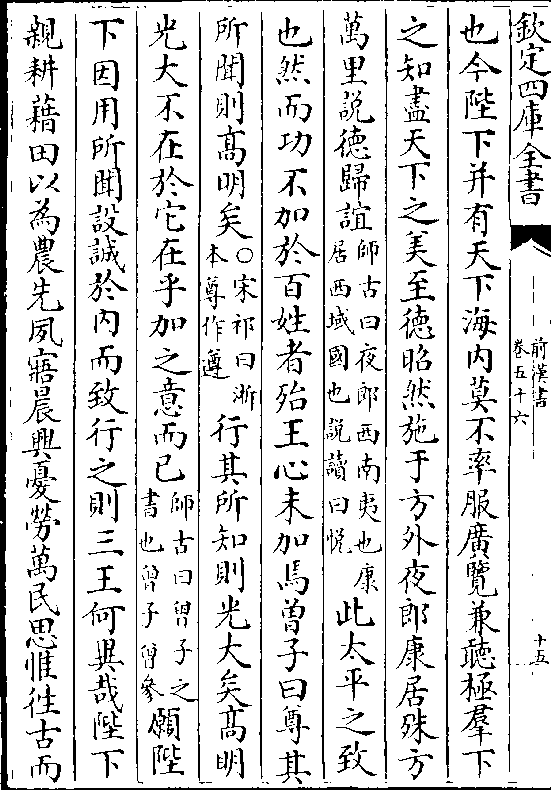 欽定四庫全書
前漢書
卷五十六
十五
也今陛下并有天下海内莫不率服廣覽兼聽極羣下
之知盡天下之美至德昭然施于方外夜郎康居殊方
萬里説德歸誼師古曰夜郎西南夷也康居西域國也説讀曰悦此太平之致
也然而功不加於百姓者殆王心未加焉曾子曰尊其
所聞則髙明矣○宋祁曰浙本尊作遵行其所知則光大矣髙明
光大不在於它在乎加之意而已師古曰曽子之書也曽子曽參願陛
下因用所聞設誠於内而致行之則三王何異哉陛下
親耕藉田以為農先夙寤晨興憂勞萬民思惟徃古而